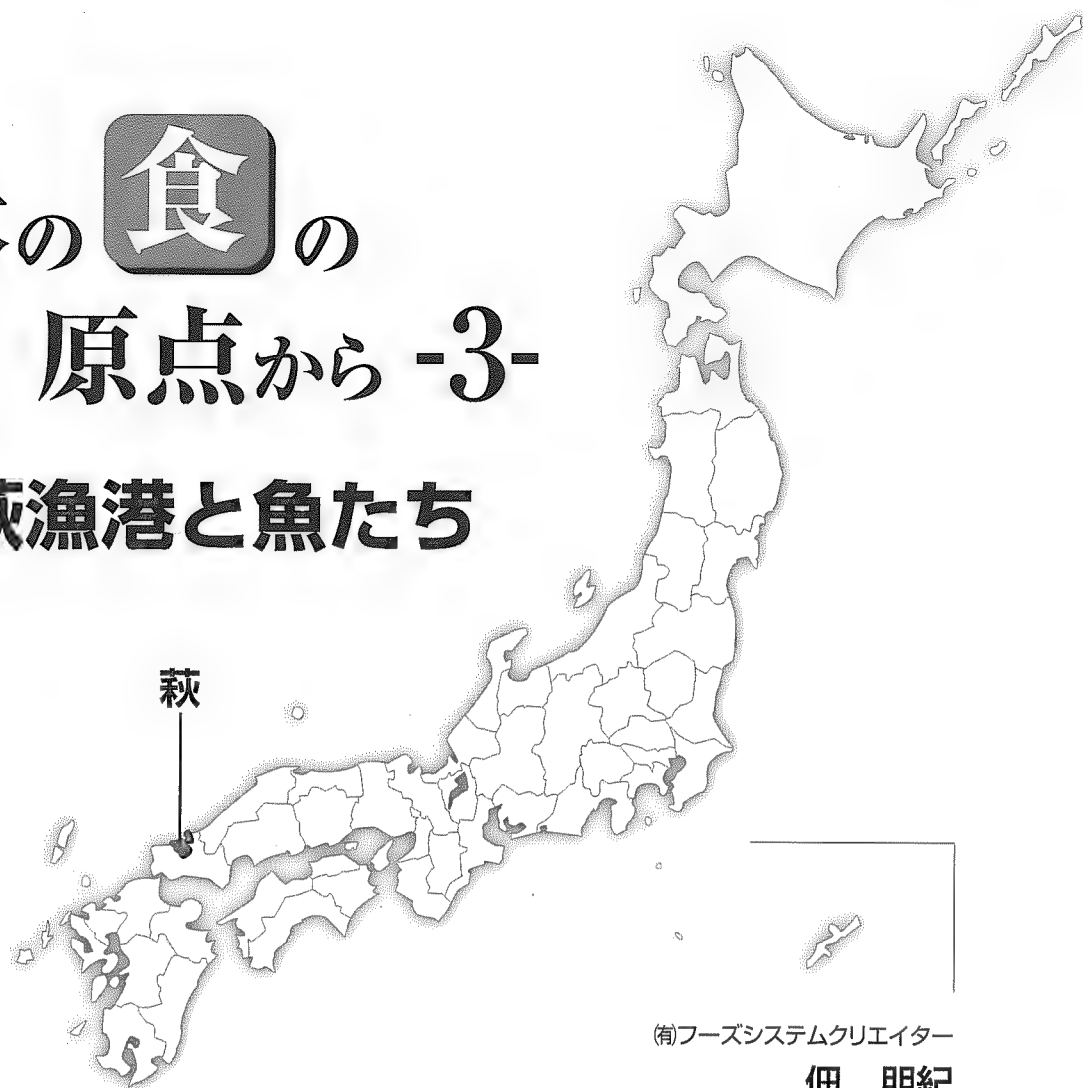 の食の
原点から -3-
漁港と魚たち
萩
㈲フーズシステムクリエイター
佃 明紀